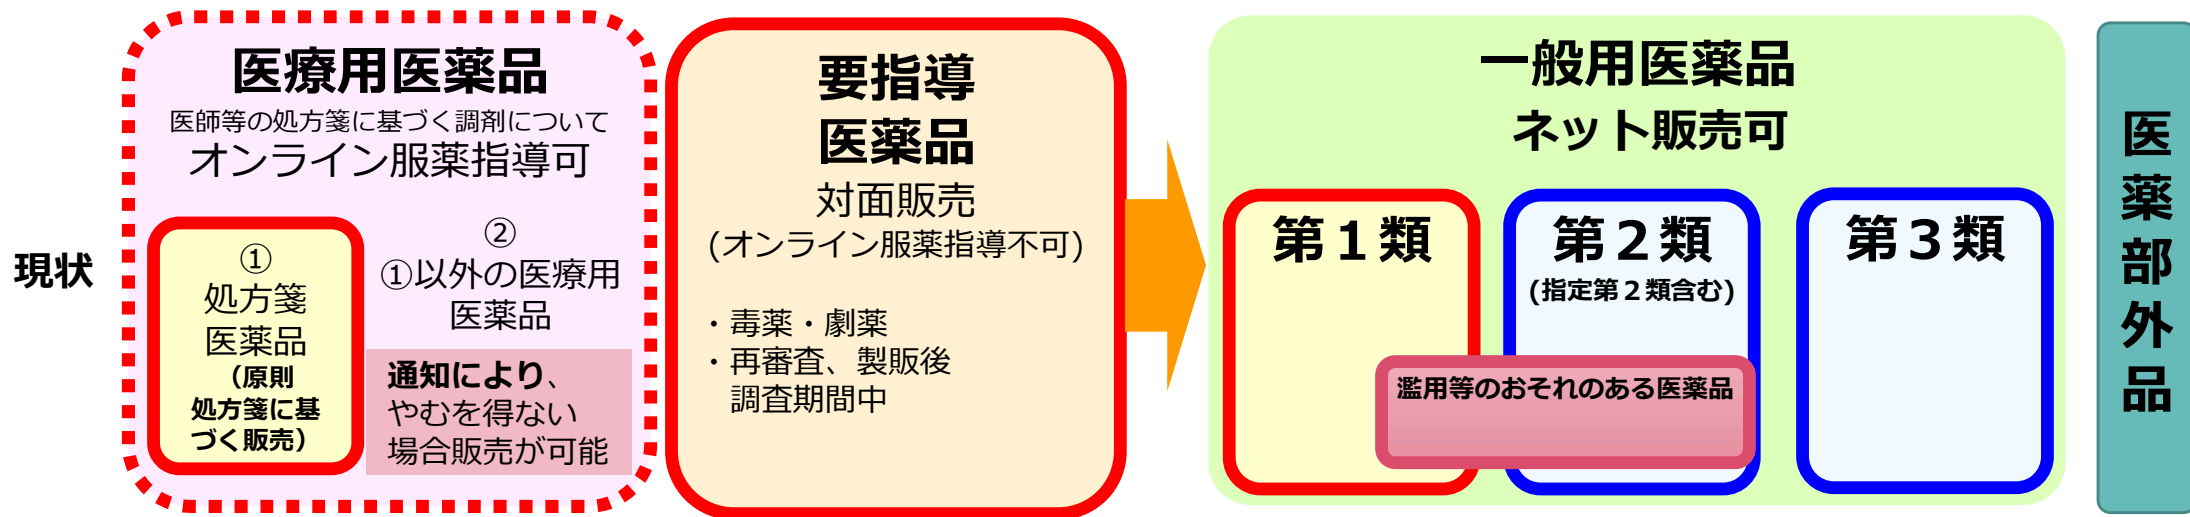 現状
医療用医薬品
医師等の処方箋に基づく調剤について
オンライン服薬指導可
①
処方箋
医薬品
（原則
処方箋に基
づく販売）
②
①以外の医療用
医薬品
通知により、
やむを得ない
場合販売が可能
要指導
医薬品
対面販売
(オンライン服薬指導不可)
・毒薬・劇薬
・再審査、製販後
調査期間中
一般用医薬品
ネット販売可
第１類
第２類
(指定第２類含む)
第３類
濫用等のおそれのある医薬品
医薬部外品